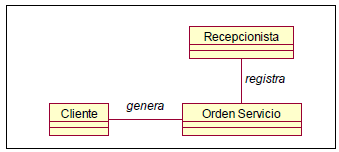 Recepcionista
registra
genera
Cliente
Orden Servicio